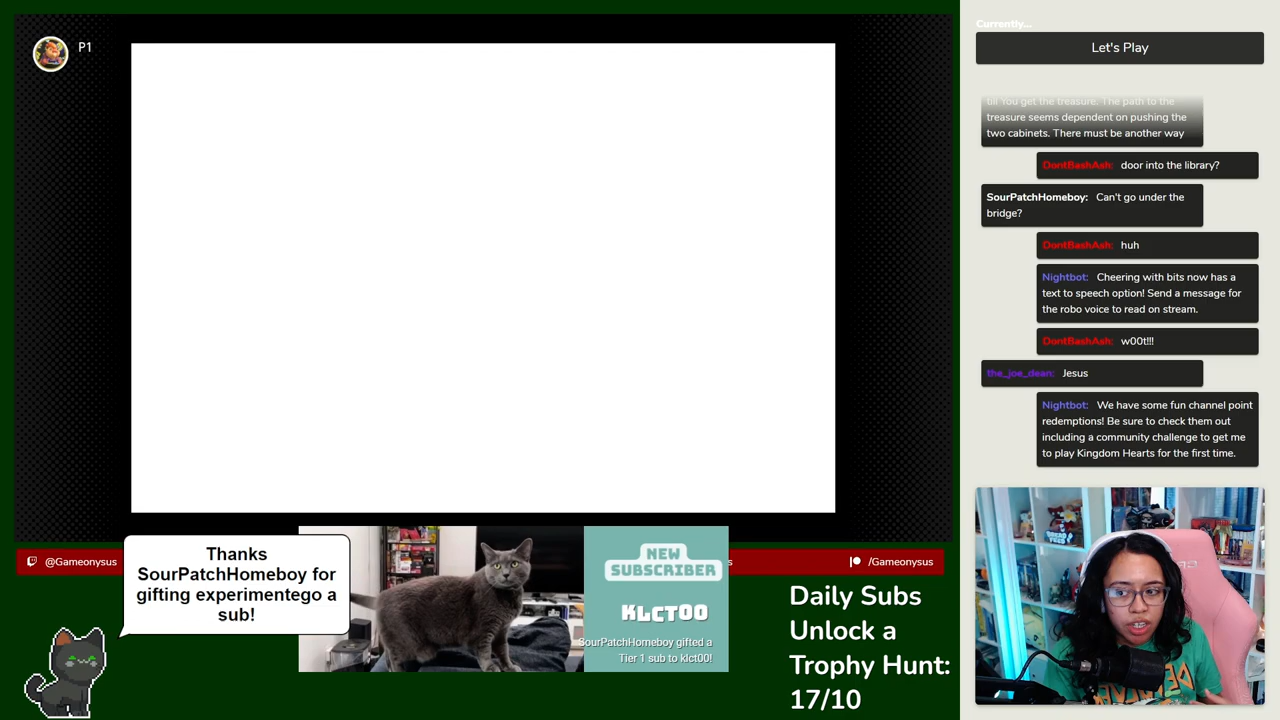 P1
Currently...
Let's Play
till You get the treasure. The path to the
treasure seems dependent on pushing the
two cabinets. There must be another way
DontBashAsh: door into the library?
SourPatchHomeboy: Can't go under the
bridge?
DontBashAsh: huh
Nightbot: Cheering with bits now has a
text to speech option! Send a message for
the robo voice to read on stream.
DontBashAsh: w00t!!!
the_joe_dean: Jesus
Nightbot: We have some fun channel point
redemptions! Be sure to check them out
including a community challenge to get me
to play Kingdom Hearts for the first time.
@Gameonysus
/Gameonysus
Thanks
SourPatchHomeboy for
gifting experimentego a
sub!
NEW
SUBSCRIBER
KLCT00
SourPatchHomeboy gifted a
Tier 1 sub to klct00!
Daily Subs
Unlock a
Trophy Hunt:
17/10